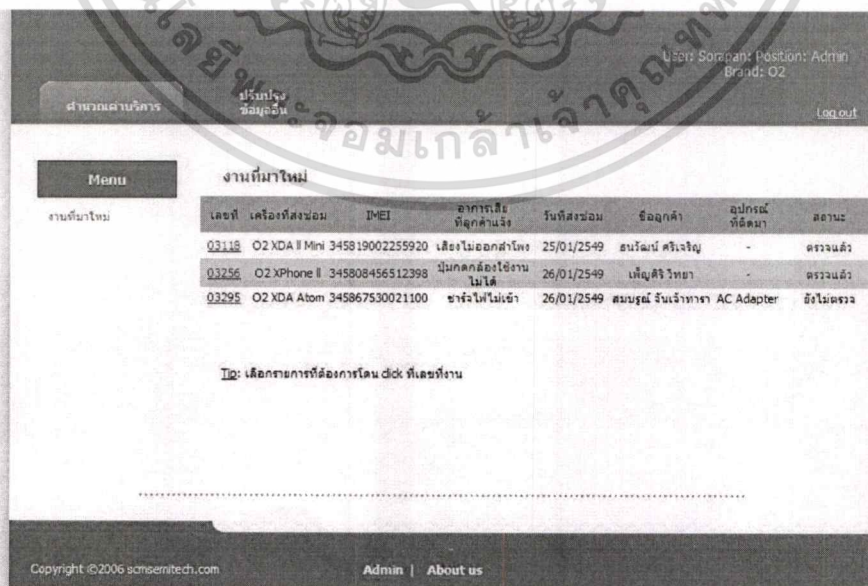 User: Sorapan: Position: Admin
Brand: O2
คำนวณค่าบริการ
ปรับปรุง
ข้อมูลอื่น
Log out
Menu
งานที่มาใหม่
งานที่มาใหม่
เลขที่ เครื่องที่ส่งซ่อม IMEI อาการเสีย ที่ลูกค้าแจ้ง วันที่ส่งซ่อม ชื่อลูกค้า อุปกรณ์ ที่ติดมา สถานะ
03118 O2 XDA II Mini 345819002255920 เสียงไม่ออกลำโพง 25/01/2549 ธนวัฒน์ ศรีเจริญ - ตรวจแล้ว
03256 O2 XPhone II 345808456512398 ปุ่มกดกล้องใช้งาน ไม่ได้ 26/01/2549 เพ็ญศิริ วิทยา - ตรวจแล้ว
03295 O2 XDA Atom 345867530021100 ชาร์จไฟไม่เข้า 26/01/2549 สมบรูณ์ จันเจ้าทารา AC Adapter ยังไม่ตรวจ
Tip: เลือกรายการที่ต้องการโดน click ที่เลขที่งาน
Copyright ©2006 scmsemitech.com
Admin | About us